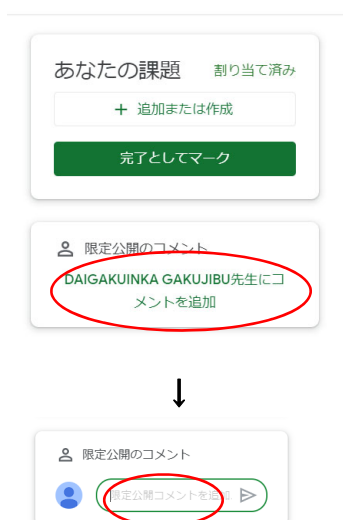 あなたの課題 割り当て済み
+ 追加または作成
完了としてマーク
限定公開のコメント
DAIGAKUINKA GAKUJIBU先生にコ
メントを追加
↓
限定公開のコメント
限定公開コメントを追加